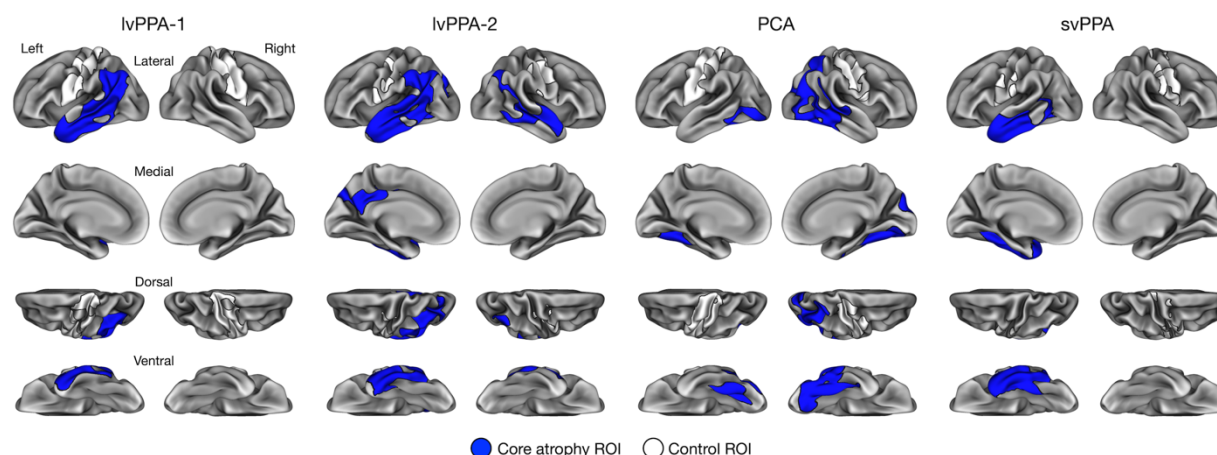 lvPPA-1 lvPPA-2 PCA svPPA
Left Lateral Right
Medial
Dorsal
Ventral
Core atrophy ROI Control ROI